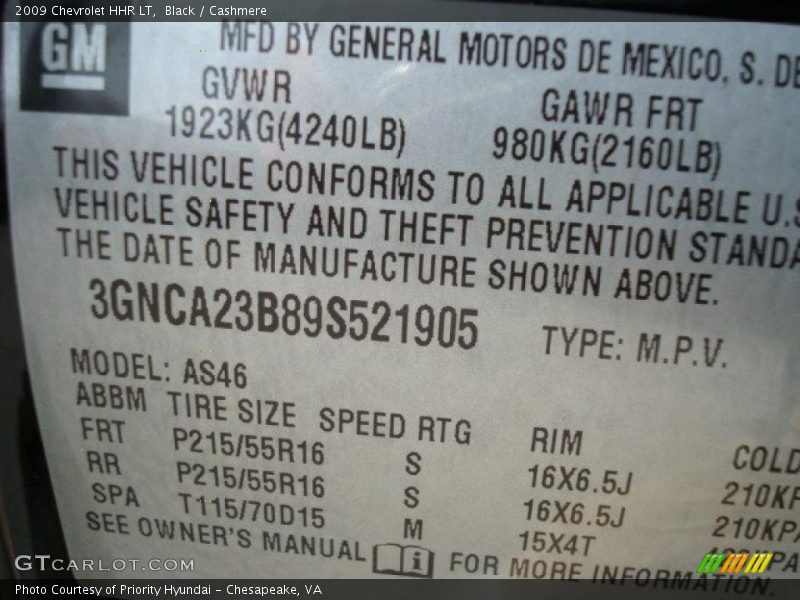 2009 Chevrolet HHR LT,  Black / Cashmere
GM
MFD BY GENERAL MOTORS DE MEXICO, S. DE
GVWR GAWR FRT
1923KG(4240LB) 980KG(2160LB)
THIS VEHICLE CONFORMS TO ALL APPLICABLE U.S
VEHICLE SAFETY AND THEFT PREVENTION STANDA
THE DATE OF MANUFACTURE SHOWN ABOVE.
3GNCA23B89S521905 TYPE: M.P.V.
MODEL: AS46
ABBM TIRE SIZE SPEED RTG RIM COLD
FRT P215/55R16 S 16X6.5J 210KP
RR P215/55R16 S 16X6.5J 210KPA
SPA T115/70D15 M 15X4T
SEE OWNER'S MANUAL i FOR MORE INFORMATION.
GTCARLOT.COM
Photo Courtesy of Priority Hyundai – Chesapeake, VA